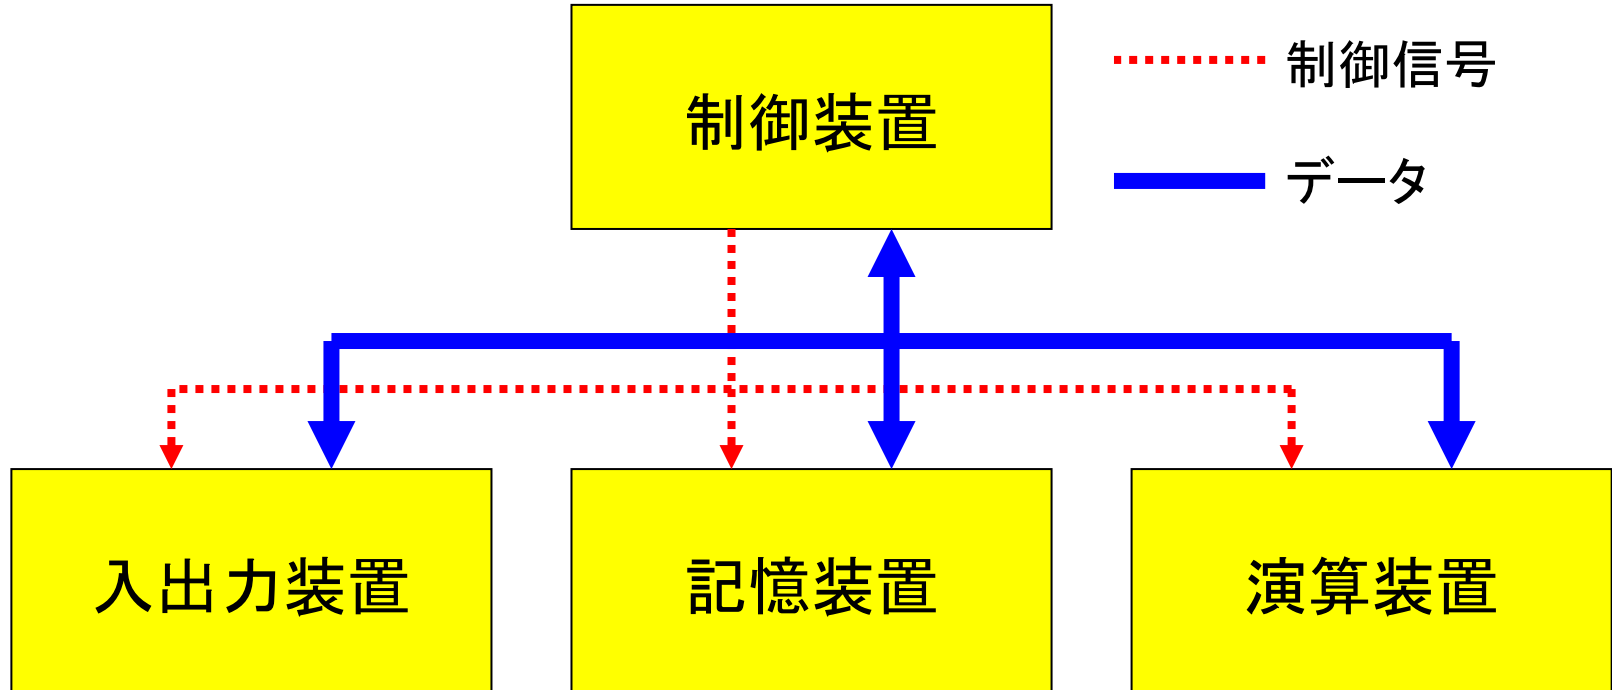 制御装置
制御信号
データ
入出力装置
記憶装置
演算装置